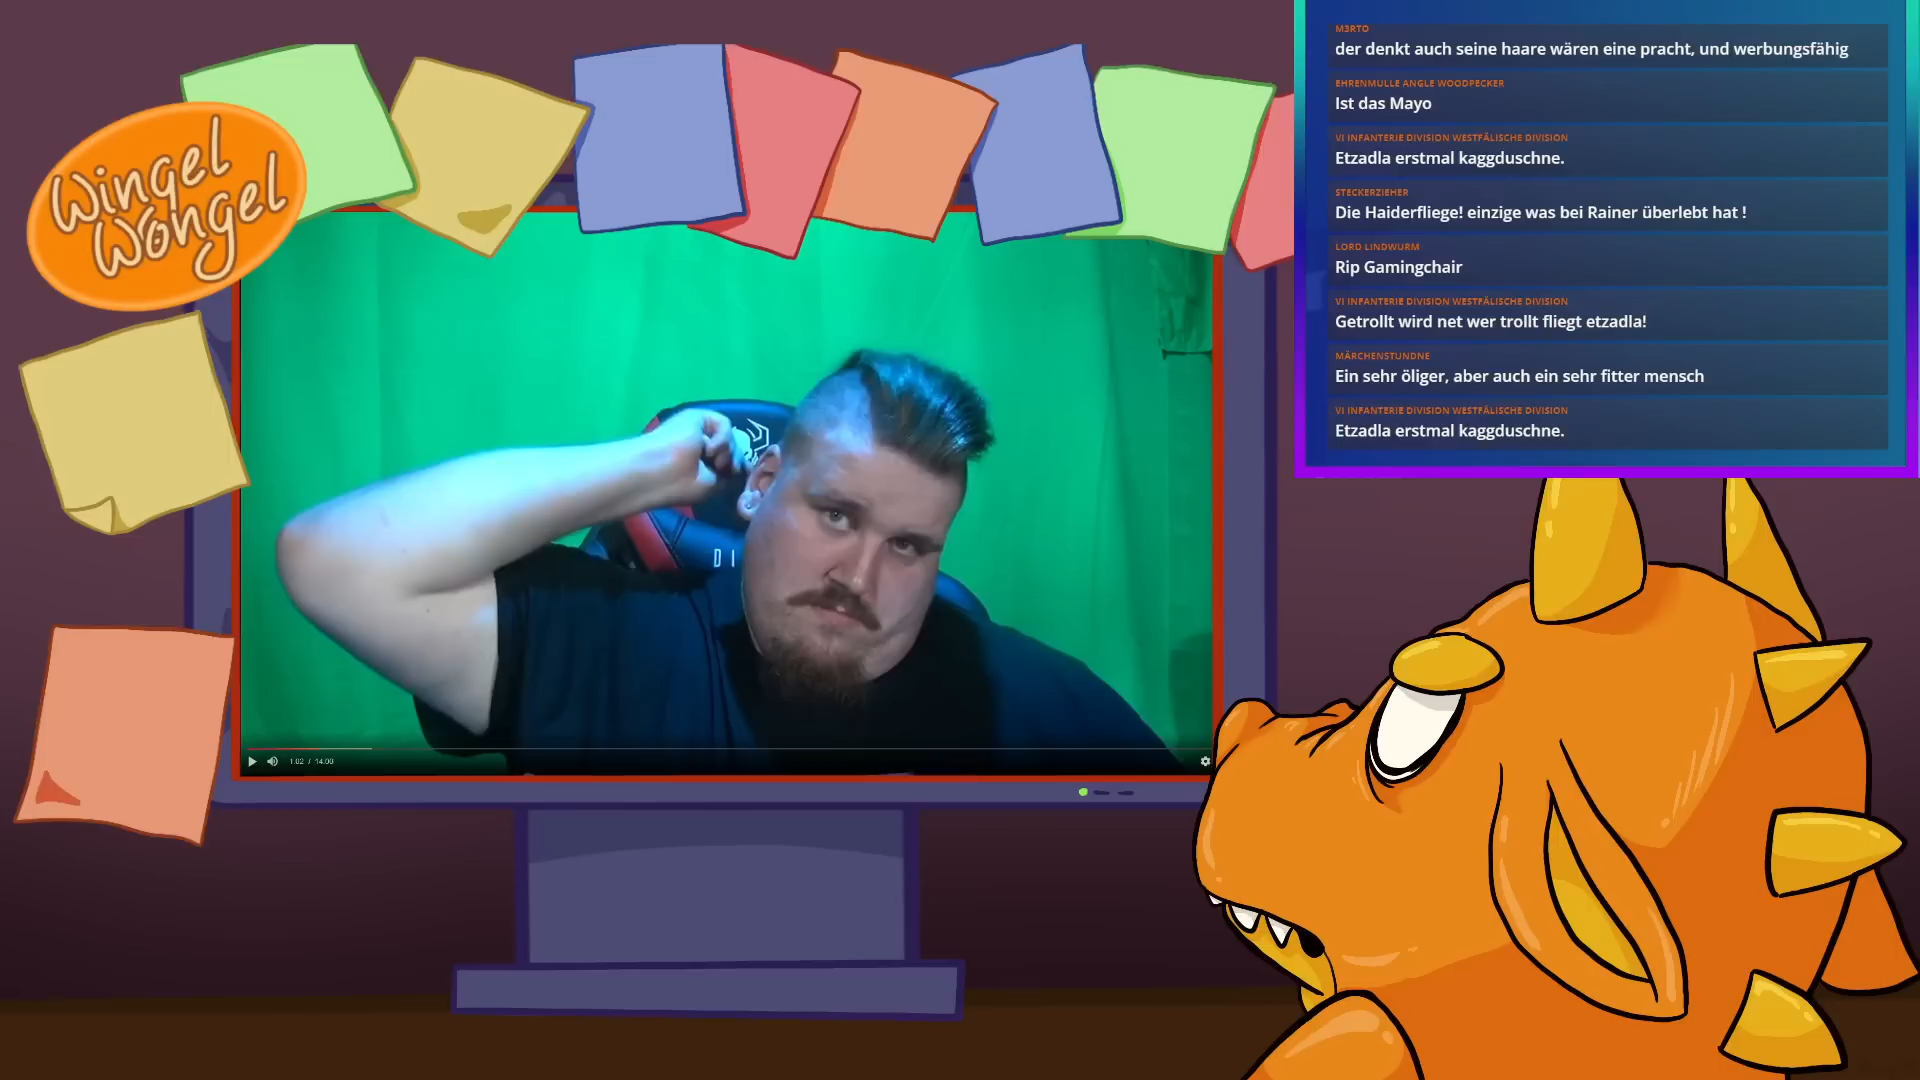 Wingel
Wongel
M3RTO
der denkt auch seine haare wären eine pracht, und werbungsfähig
EHRENMULLE ANGLE WOODPECKER
Ist das Mayo
VI INFANTERIE DIVISION WESTFÄLISCHE DIVISION
Etzadla erstmal kaggduschne.
STECKERZIEHER
Die Haiderfliege! einzige was bei Rainer überlebt hat !
LORD LINDWURM
Rip Gamingchair
VI INFANTERIE DIVISION WESTFÄLISCHE DIVISION
Getrollt wird net wer trollt fliegt etzadla!
MÄRCHENSTUNDNE
Ein sehr öliger, aber auch ein sehr fitter mensch
VI INFANTERIE DIVISION WESTFÄLISCHE DIVISION
Etzadla erstmal kaggduschne.
DI
1:02 / 14:00